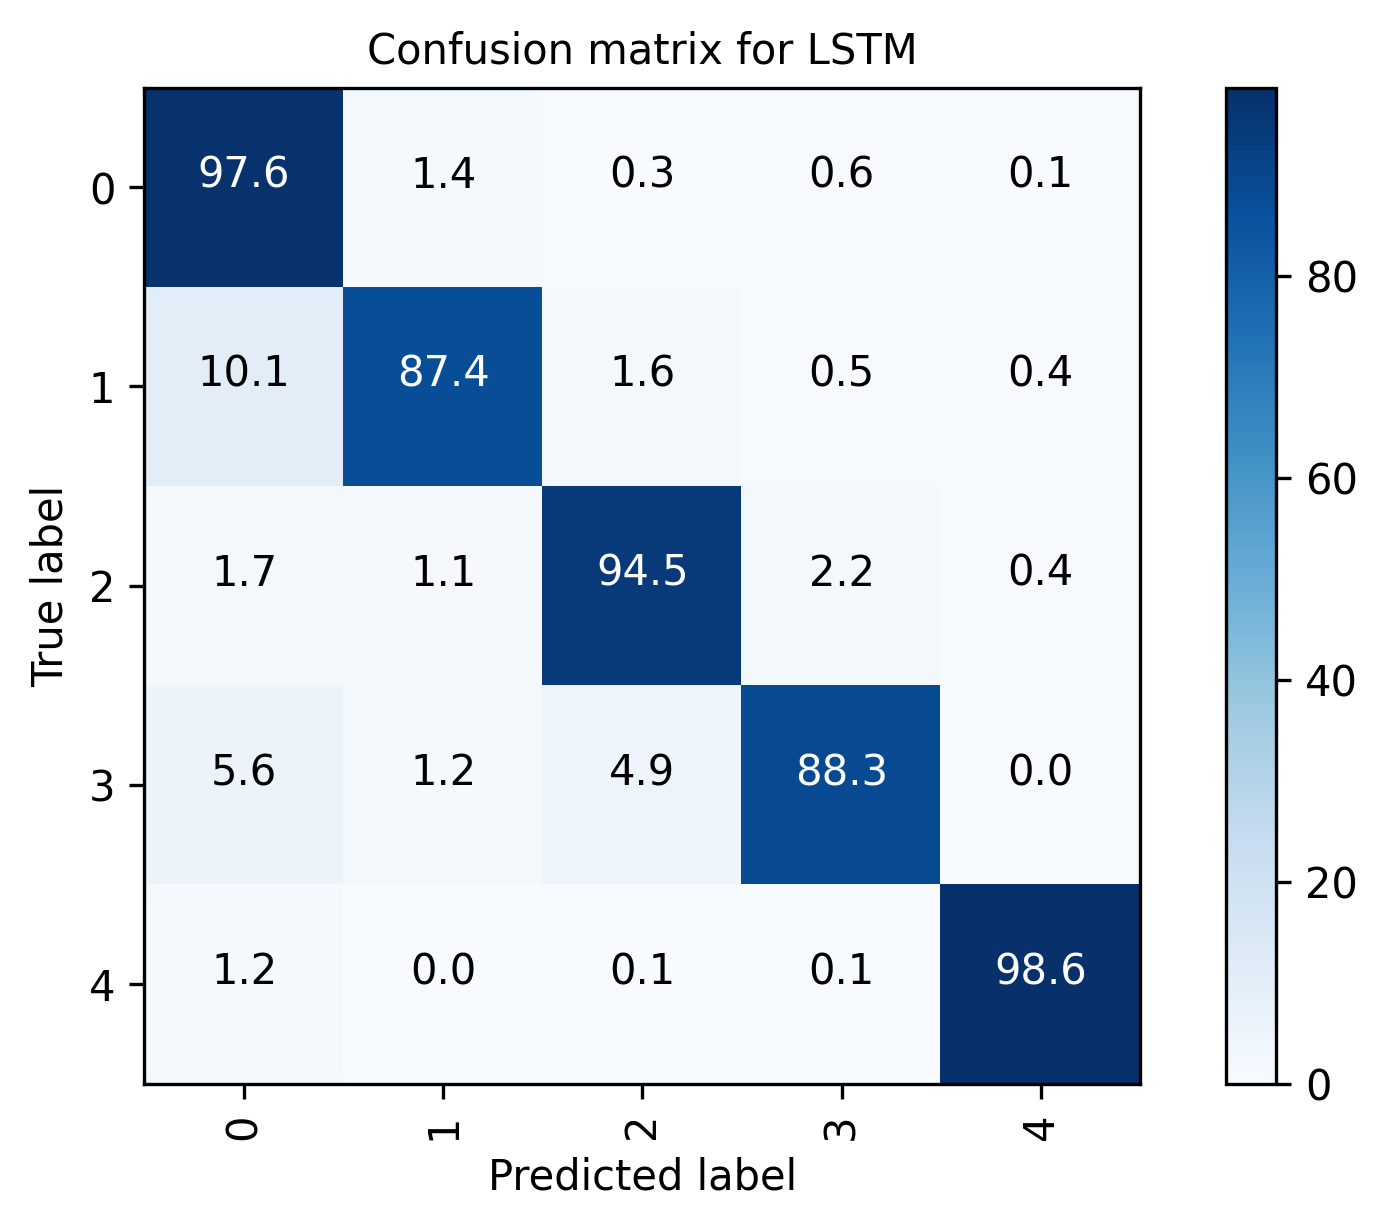 Confusion matrix for LSTM
0 97.6 1.4 0.3 0.6 0.1
1 10.1 87.4 1.6 0.5 0.4
2 1.7 1.1 94.5 2.2 0.4
3 5.6 1.2 4.9 88.3 0.0
4 1.2 0.0 0.1 0.1 98.6
0 1 2 3 4
Predicted label
True label
80
60
40
20
0